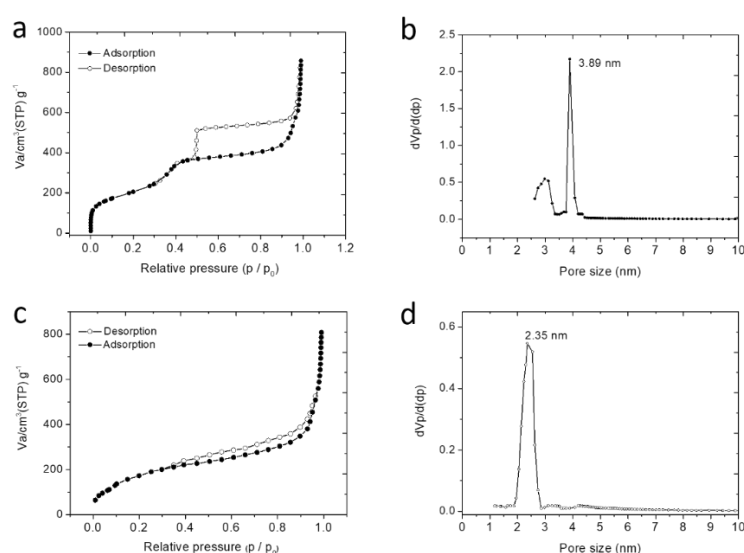 a
1000
800
600
400
200
0
Va/cm³(STP) g⁻¹
Adsorption
Desorption
0.0 0.2 0.4 0.6 0.8 1.0 1.2
Relative pressure (p / p₀)
b
2.5
2.0
1.5
1.0
0.5
0.0
dVp/d(dp)
3.89 nm
0 1 2 3 4 5 6 7 8 9 10
Pore size (nm)
c
800
600
400
200
0
Va/cm³(STP) g⁻¹
Desorption
Adsorption
0.0 0.2 0.4 0.6 0.8 1.0
Relative pressure (p / p₀)
d
0.6
0.4
0.2
0.0
dVp/d(dp)
2.35 nm
0 1 2 3 4 5 6 7 8 9 10
Pore size (nm)